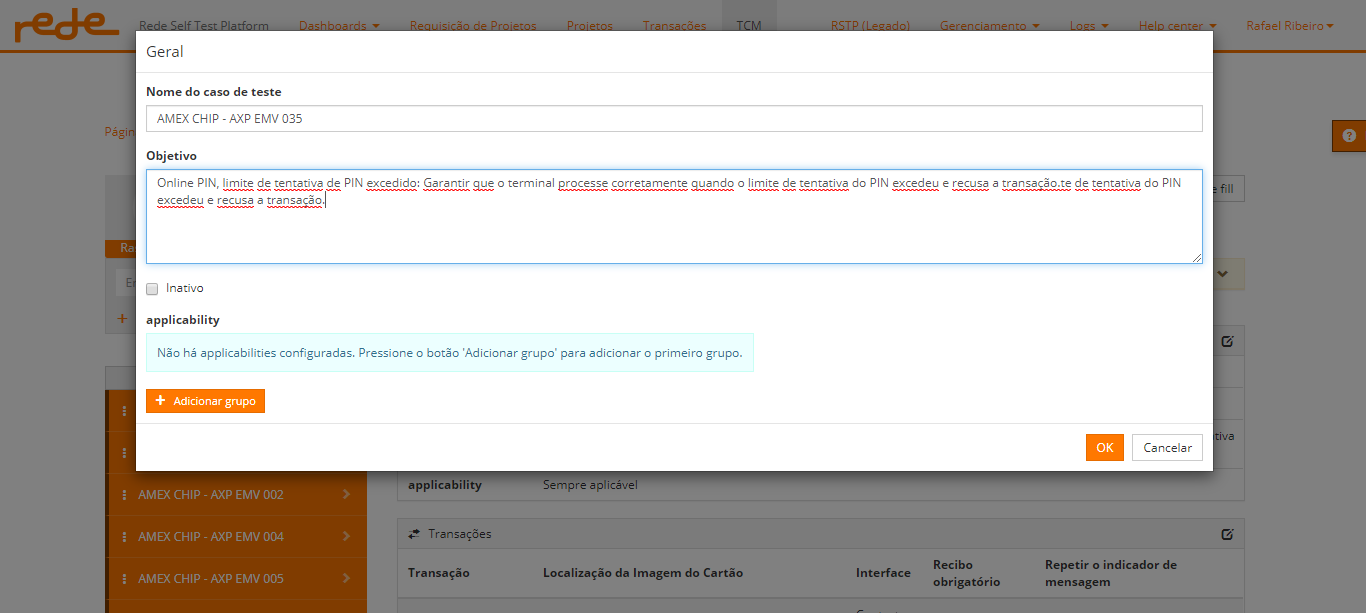 rede Rede Self Test Platform Dashboards Requisição de Projetos Projetos Transações TCM RSTP (Legado) Gerenciamento Logs Help center Rafael Ribeiro
Geral
Nome do caso de teste
AMEX CHIP - AXP EMV 035
Objetivo
Online PIN, limite de tentativa de PIN excedido: Garantir que o terminal processe corretamente quando o limite de tentativa do PIN excedeu e recusa a transação.te de tentativa do PIN
excedeu e recusa a transação.
Inativo
applicability
Não há applicabilities configuradas. Pressione o botão 'Adicionar grupo' para adicionar o primeiro grupo.
+ Adicionar grupo
OK Cancelar
Págin
Ra
En
+
e fill
?
tiva
applicability Sempre aplicável
AMEX CHIP - AXP EMV 002
AMEX CHIP - AXP EMV 004
AMEX CHIP - AXP EMV 005
Transações
Transação Localização da Imagem do Cartão Interface Recibo obrigatório Repetir o indicador de mensagem